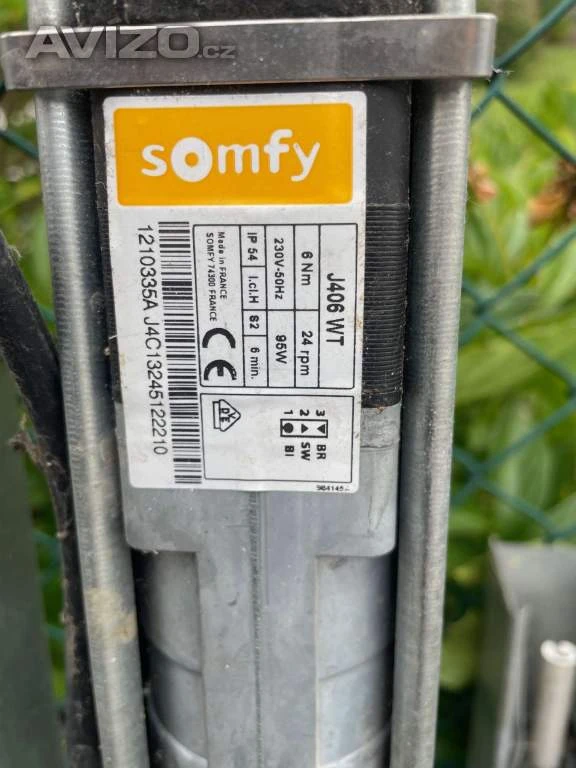 AVIZO.cz
somfy
J406 WT
6 Nm 24 rpm
230V-50Hz 95W
IP 54 I.cl.H S2 6 min.
Made in FRANCE
SOMFY 74300 FRANCE
CE
3 BR
2 SW
1 BI
1210335A J4C13245122210